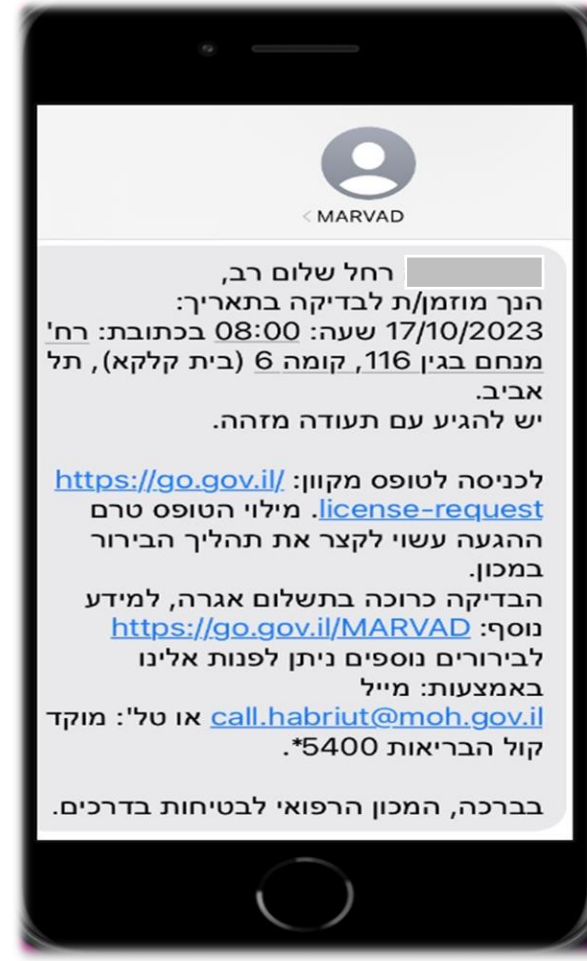 < MARVAD
רחל שלום רב,
הנך מוזמן/ת לבדיקה בתאריך:
17/10/2023 שעה: 08:00 בכתובת: רח'
מנחם בגין 116, קומה 6 (בית קלקא), תל
אביב.
יש להגיע עם תעודה מזהה.
לכניסה לטופס מקוון: https://go.gov.il/
license-request. מילוי הטופס טרם
ההגעה עשוי לקצר את תהליך הבירור
במכון.
הבדיקה כרוכה בתשלום אגרה, למידע
נוסף: https://go.gov.il/MARVAD
לבירורים נוספים ניתן לפנות אלינו
באמצעות: מייל
call.habriut@moh.gov.il או טל': מוקד
קול הבריאות 5400*.
בברכה, המכון הרפואי לבטיחות בדרכים.